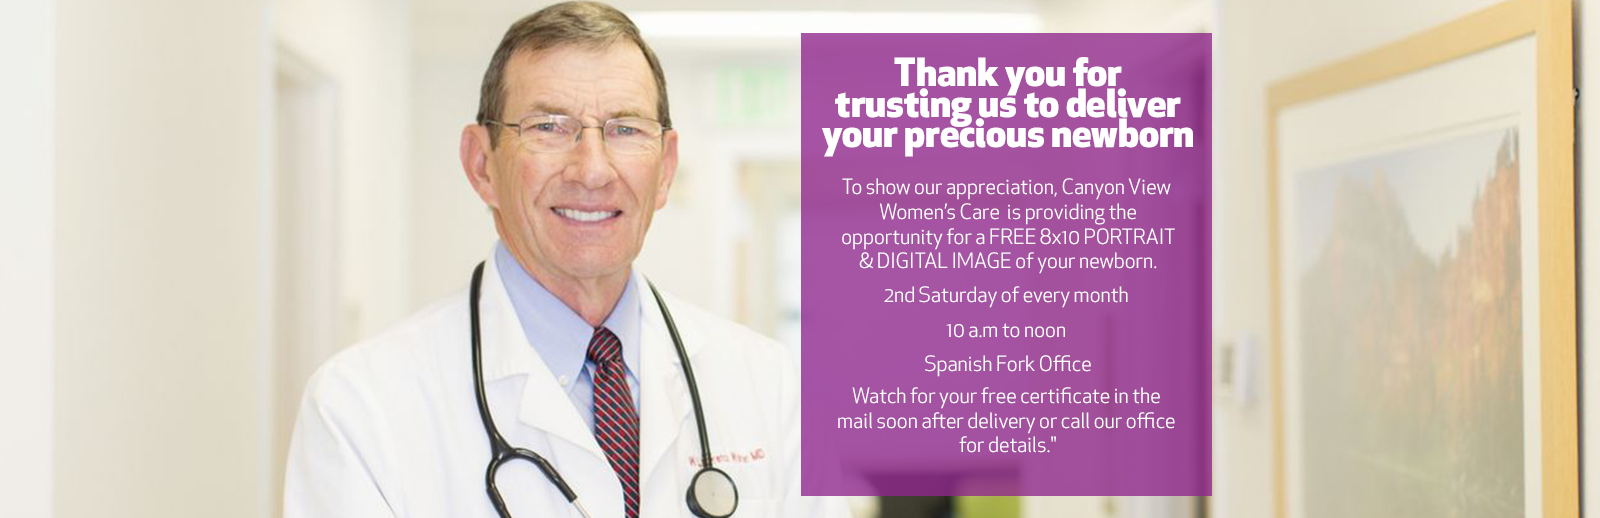 Thank you for
trusting us to deliver
your precious newborn
To show our appreciation, Canyon View
Women's Care is providing the
opportunity for a FREE 8x10 PORTRAIT
& DIGITAL IMAGE of your newborn.
2nd Saturday of every month
10 a.m to noon
Spanish Fork Office
Watch for your free certificate in the
mail soon after delivery or call our office
for details."
MD